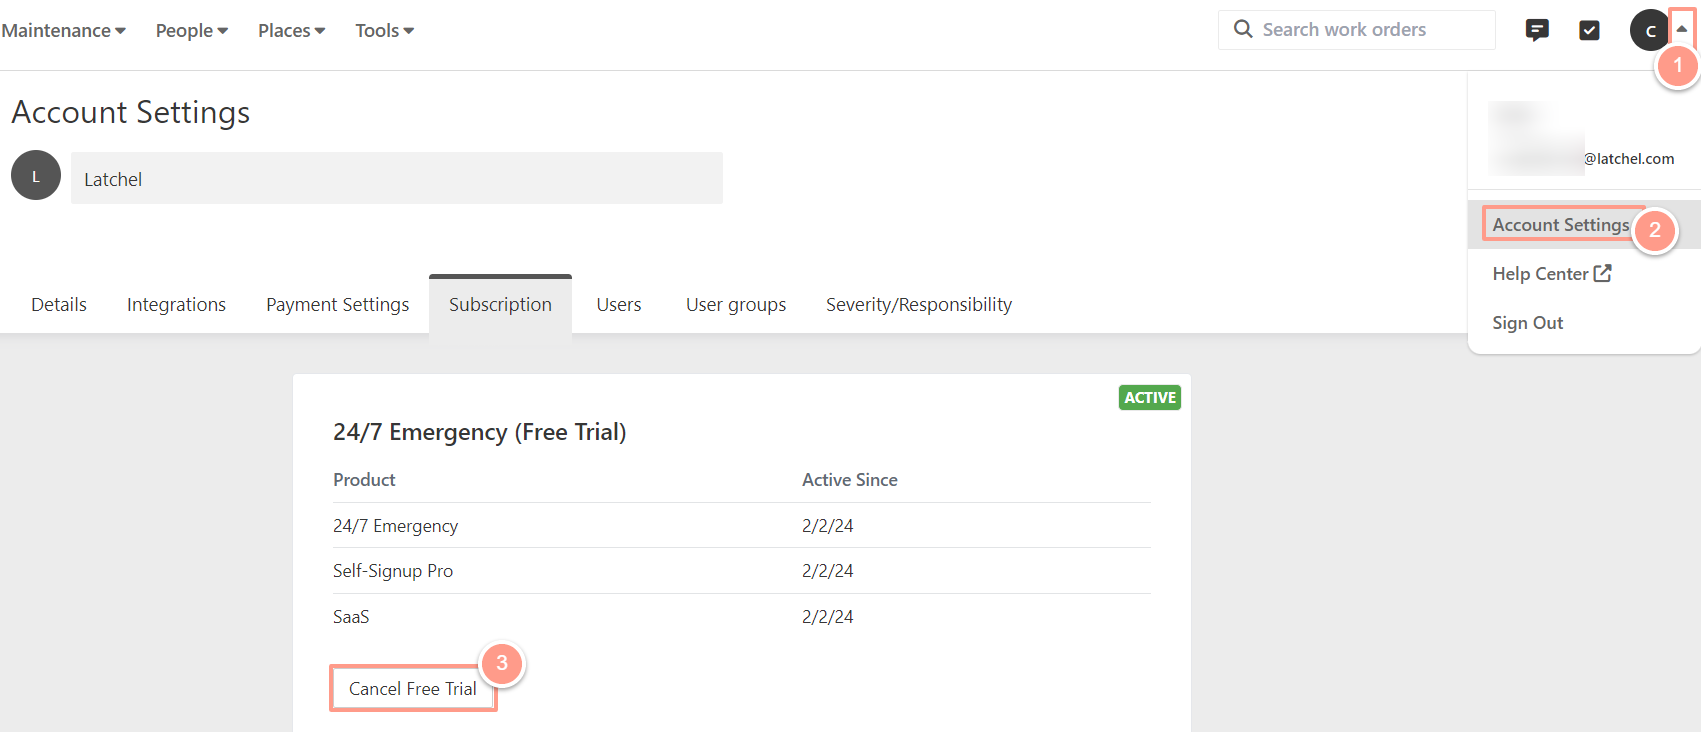 Maintenance People Places Tools Search work orders C
1
Account Settings
L Latchel
@latchel.com
Account Settings 2
Help Center
Sign Out
Details Integrations Payment Settings Subscription Users User groups Severity/Responsibility
ACTIVE
24/7 Emergency (Free Trial)
Product Active Since
24/7 Emergency 2/2/24
Self-Signup Pro 2/2/24
SaaS 2/2/24
3
Cancel Free Trial